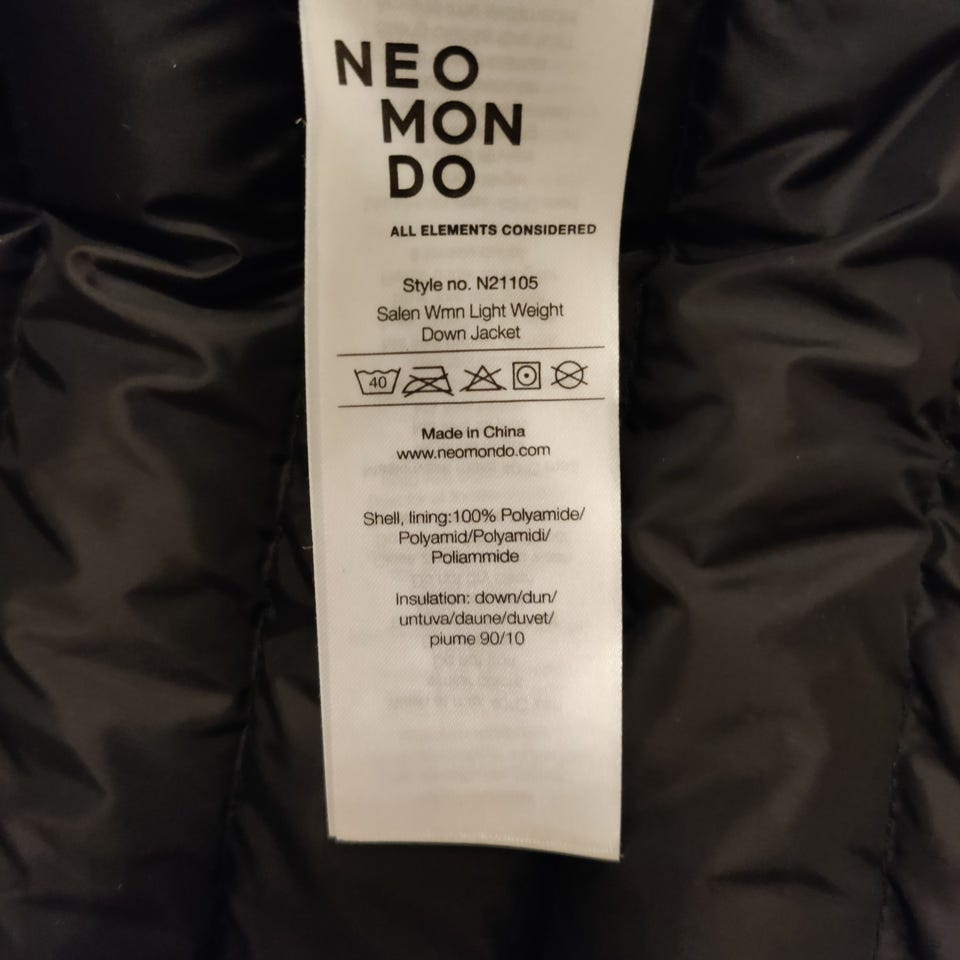 NEO
MON
DO
ALL ELEMENTS CONSIDERED
Style no. N21105
Salen Wmn Light Weight
Down Jacket
40
Made in China
www.neomondo.com
Shell, lining:100% Polyamide/
Polyamid/Polyamidi/
Poliammide
Insulation: down/dun/
untuva/daune/duvet/
piume 90/10